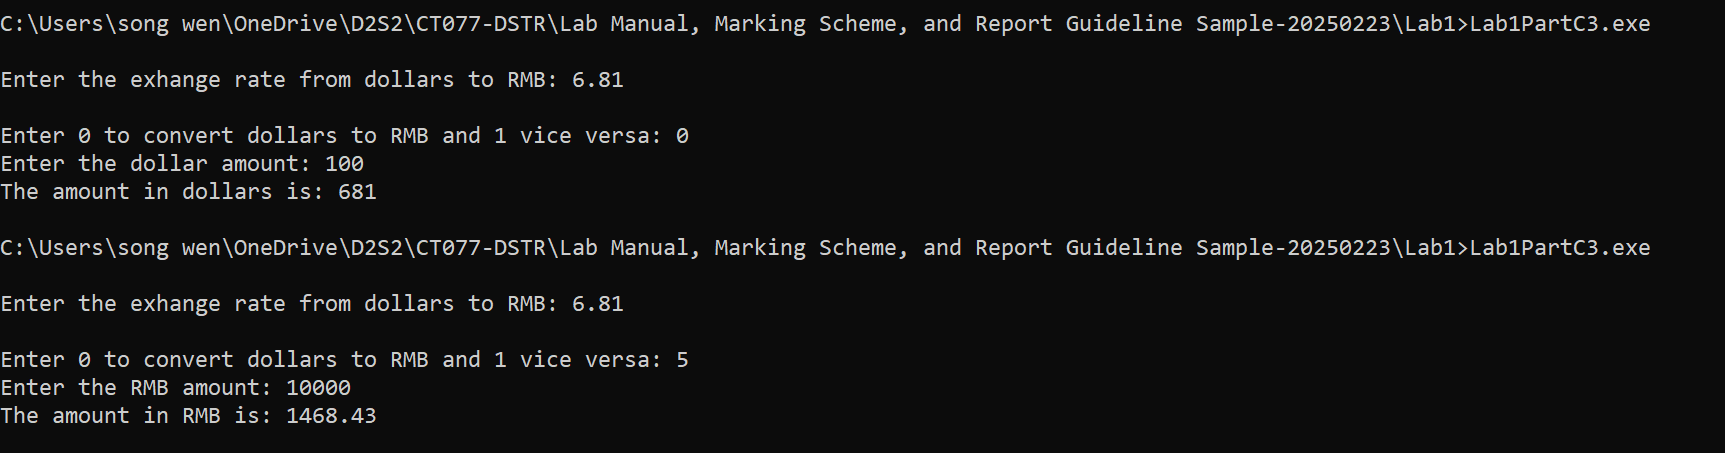 C:\Users\song wen\OneDrive\D2S2\CT077-DSTR\Lab Manual, Marking Scheme, and Report Guideline Sample-20250223\Lab1>Lab1PartC3.exe
Enter the exhange rate from dollars to RMB: 6.81
Enter 0 to convert dollars to RMB and 1 vice versa: 0
Enter the dollar amount: 100
The amount in dollars is: 681
C:\Users\song wen\OneDrive\D2S2\CT077-DSTR\Lab Manual, Marking Scheme, and Report Guideline Sample-20250223\Lab1>Lab1PartC3.exe
Enter the exhange rate from dollars to RMB: 6.81
Enter 0 to convert dollars to RMB and 1 vice versa: 5
Enter the RMB amount: 10000
The amount in RMB is: 1468.43